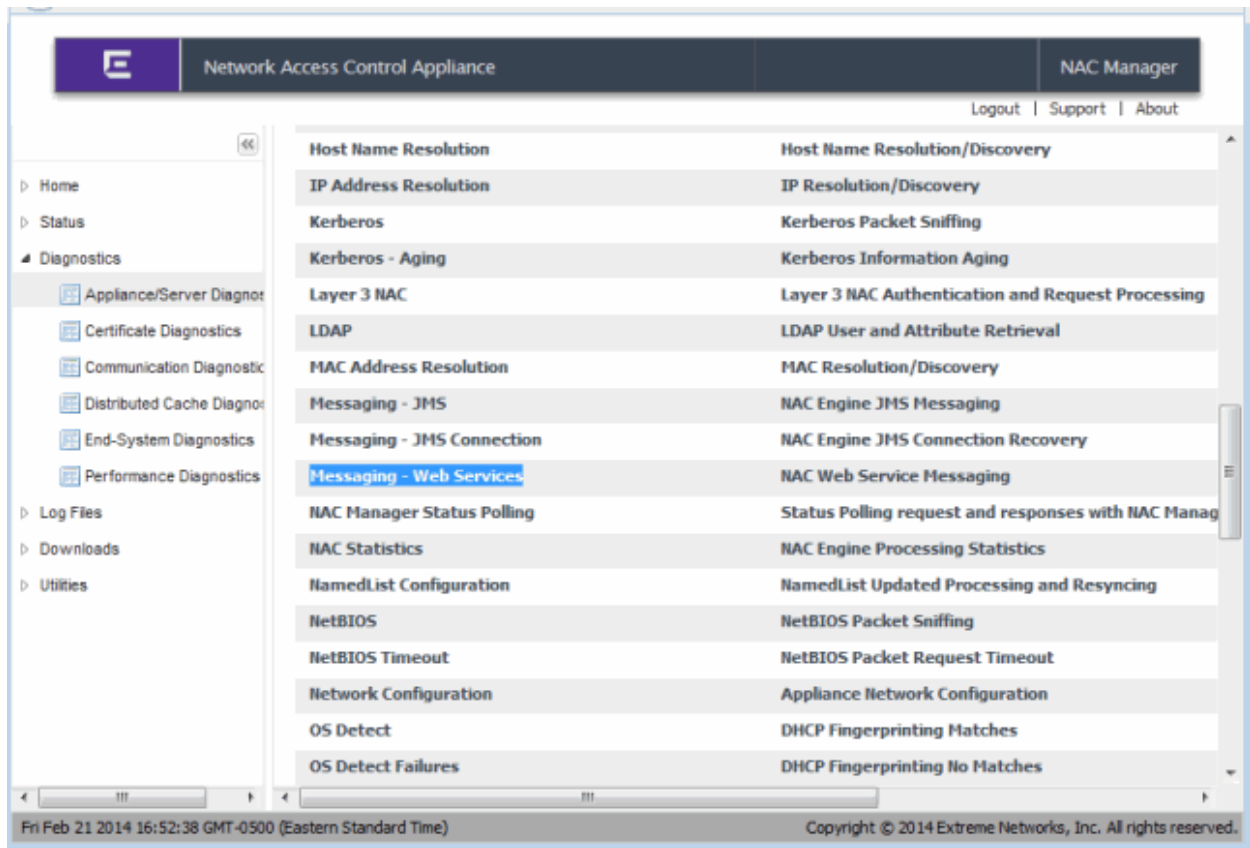 Network Access Control Appliance
NAC Manager
Logout | Support | About
Home
Status
Diagnostics
Appliance/Server Diagnos
Certificate Diagnostics
Communication Diagnostic
Distributed Cache Diagnos
End-System Diagnostics
Performance Diagnostics
Log Files
Downloads
Utilities
Host Name Resolution Host Name Resolution/Discovery
IP Address Resolution IP Resolution/Discovery
Kerberos Kerberos Packet Sniffing
Kerberos - Aging Kerberos Information Aging
Layer 3 NAC Layer 3 NAC Authentication and Request Processing
LDAP LDAP User and Attribute Retrieval
MAC Address Resolution MAC Resolution/Discovery
Messaging - JMS NAC Engine JMS Messaging
Messaging - JMS Connection NAC Engine JMS Connection Recovery
Messaging - Web Services NAC Web Service Messaging
NAC Manager Status Polling Status Polling request and responses with NAC Manag
NAC Statistics NAC Engine Processing Statistics
NamedList Configuration NamedList Updated Processing and Resyncing
NetBIOS NetBIOS Packet Sniffing
NetBIOS Timeout NetBIOS Packet Request Timeout
Network Configuration Appliance Network Configuration
OS Detect DHCP Fingerprinting Matches
OS Detect Failures DHCP Fingerprinting No Matches
Fri Feb 21 2014 16:52:38 GMT-0500 (Eastern Standard Time)
Copyright © 2014 Extreme Networks, Inc. All rights reserved.